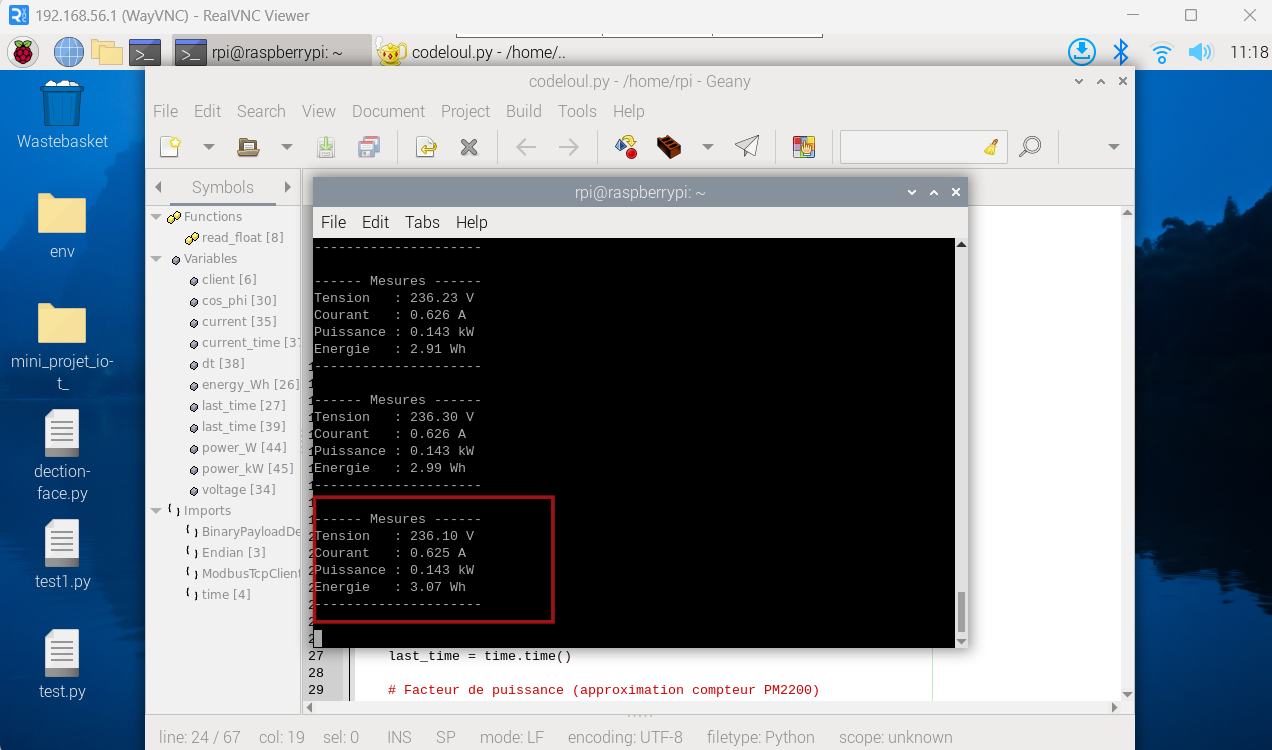 192.168.56.1 (WayVNC) - RealVNC Viewer
rpi@raspberrypi: ~
codeloul.py - /home/..
11:18
Wastebasket
env
mini_projet_io-
t_
dection-
face.py
test1.py
test.py
codeloul.py - /home/rpi - Geany
File Edit Search View Document Project Build Tools Help
Symbols
Functions
read_float [8]
Variables
client [6]
cos_phi [30]
current [35]
current_time [37
dt [38]
energy_Wh [26]
last_time [27]
last_time [39]
power_W [44]
power_kW [45]
voltage [34]
Imports
BinaryPayloadDe
Endian [3]
ModbusTcpClient
time [4]
rpi@raspberrypi: ~
File Edit Tabs Help
---------------------
------ Mesures ------
Tension   : 236.23 V
Courant   : 0.626 A
Puissance : 0.143 kW
Energie   : 2.91 Wh
---------------------
------ Mesures ------
Tension   : 236.30 V
Courant   : 0.626 A
Puissance : 0.143 kW
Energie   : 2.99 Wh
---------------------
------ Mesures ------
Tension   : 236.10 V
Courant   : 0.625 A
Puissance : 0.143 kW
Energie   : 3.07 Wh
---------------------
27 last_time = time.time()
28
29 # Facteur de puissance (approximation compteur PM2200)
line: 24 / 67 col: 19 sel: 0 INS SP mode: LF encoding: UTF-8 filetype: Python scope: unknown